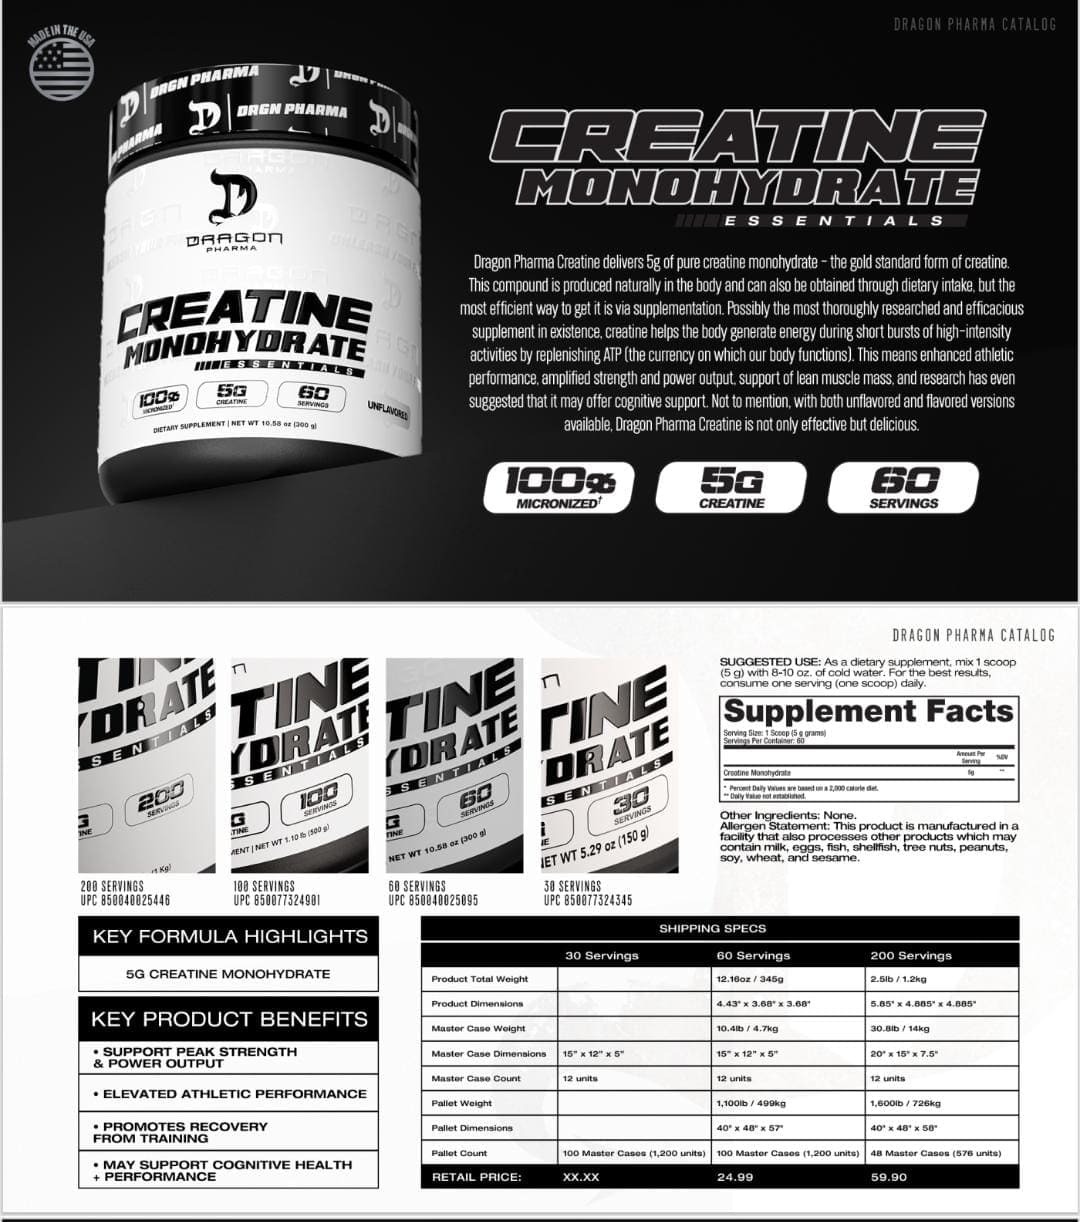 MADE IN THE USA
DRAGON PHARMA CATALOG
DRGN PHARMA
DRGN PHARMA
DRAGON
PHARMA
CREATINE
MONOHYDRATE
ESSENTIALS
100%
MICRONIZED†
5G
CREATINE
60
SERVINGS
UNFLAVORED
DIETARY SUPPLEMENT | NET WT 10.58 oz (300 g)
CREATINE
MONOHYDRATE
ESSENTIALS
Dragon Pharma Creatine delivers 5g of pure creatine monohydrate – the gold standard form of creatine.
This compound is produced naturally in the body and can also be obtained through dietary intake, but the
most efficient way to get it is via supplementation. Possibly the most thoroughly researched and efficacious
supplement in existence, creatine helps the body generate energy during short bursts of high-intensity
activities by replenishing ATP (the currency on which our body functions). This means enhanced athletic
performance, amplified strength and power output, support of lean muscle mass, and research has even
suggested that it may offer cognitive support. Not to mention, with both unflavored and flavored versions
available, Dragon Pharma Creatine is not only effective but delicious.
100%
MICRONIZED†
5G
CREATINE
60
SERVINGS
DRAGON PHARMA CATALOG
YDRATE
SENTIALS
200
SERVINGS
(1 Kg)
200 SERVINGS
UPC 850040025446
TINE
YDRATE
SSENTIALS
100
SERVINGS
MENT | NET WT 1.10 lb (500 g)
100 SERVINGS
UPC 850077324901
TINE
YDRATE
SSENTIALS
60
SERVINGS
NET WT 10.58 oz (300 g)
60 SERVINGS
UPC 850040025095
TINE
DRATE
SENTIALS
30
SERVINGS
NET WT 5.29 oz (150 g)
30 SERVINGS
UPC 850077324345
SUGGESTED USE: As a dietary supplement, mix 1 scoop
(5 g) with 8-10 oz. of cold water. For the best results,
consume one serving (one scoop) daily.
Supplement Facts
Serving Size: 1 Scoop (5 g grams)
Servings Per Container: 60
Amount Per
Serving
%DV
Creatine Monohydrate 5g **
* Percent Daily Values are based on a 2,000 calorie diet.
** Daily Value not established.
Other Ingredients: None.
Allergen Statement: This product is manufactured in a
facility that also processes other products which may
contain milk, eggs, fish, shellfish, tree nuts, peanuts,
soy, wheat, and sesame.
KEY FORMULA HIGHLIGHTS
5G CREATINE MONOHYDRATE
KEY PRODUCT BENEFITS
• SUPPORT PEAK STRENGTH
& POWER OUTPUT
• ELEVATED ATHLETIC PERFORMANCE
• PROMOTES RECOVERY
FROM TRAINING
• MAY SUPPORT COGNITIVE HEALTH
+ PERFORMANCE
SHIPPING SPECS
30 Servings 60 Servings 200 Servings
Product Total Weight 12.16oz / 345g 2.5lb / 1.2kg
Product Dimensions 4.43" x 3.68" x 3.68" 5.85" x 4.885" x 4.885"
Master Case Weight 10.4lb / 4.7kg 30.8lb / 14kg
Master Case Dimensions 15" x 12" x 5" 15" x 12" x 5" 20" x 15" x 7.5"
Master Case Count 12 units 12 units 12 units
Pallet Weight 1,100lb / 499kg 1,600lb / 726kg
Pallet Dimensions 40" x 48" x 57" 40" x 48" x 58"
Pallet Count 100 Master Cases (1,200 units) 100 Master Cases (1,200 units) 48 Master Cases (576 units)
RETAIL PRICE: XX.XX 24.99 59.90